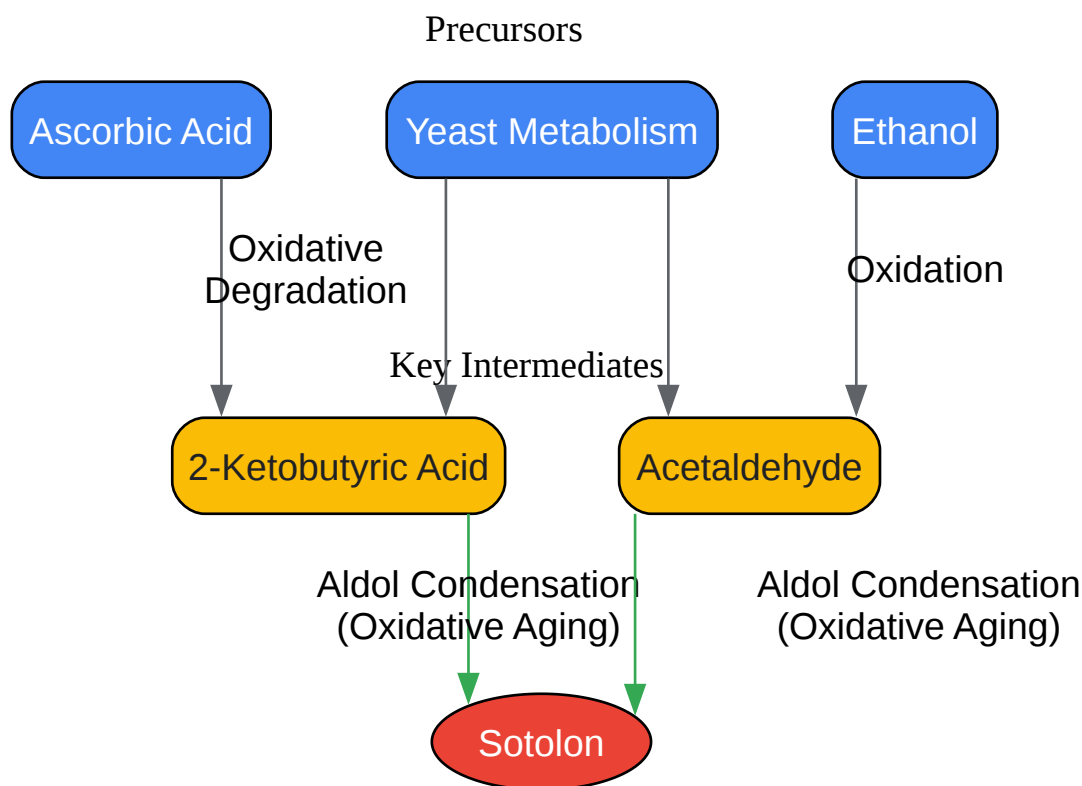 Precursors
Ascorbic Acid
Yeast Metabolism
Ethanol
Oxidative
Degradation
Oxidation
Key Intermediates
2-Ketobutyric Acid
Acetaldehyde
Aldol Condensation
(Oxidative Aging)
Aldol Condensation
(Oxidative Aging)
Sotolon